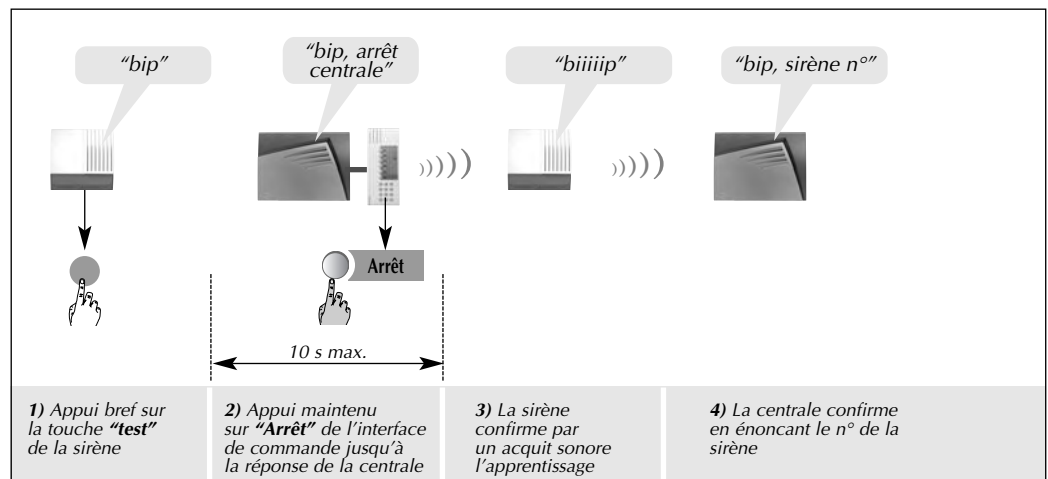 “bip”
“bip, arrêt
centrale”
“biiiiip”
“bip, sirène n°”
Arrêt
10 s max.
1) Appui bref sur
la touche “test”
de la sirène
2) Appui maintenu
sur “Arrêt” de l’interface
de commande jusqu’à
la réponse de la centrale
3) La sirène
confirme par
un acquit sonore
l’apprentissage
4) La centrale confirme
en énoncant le n° de la
sirène